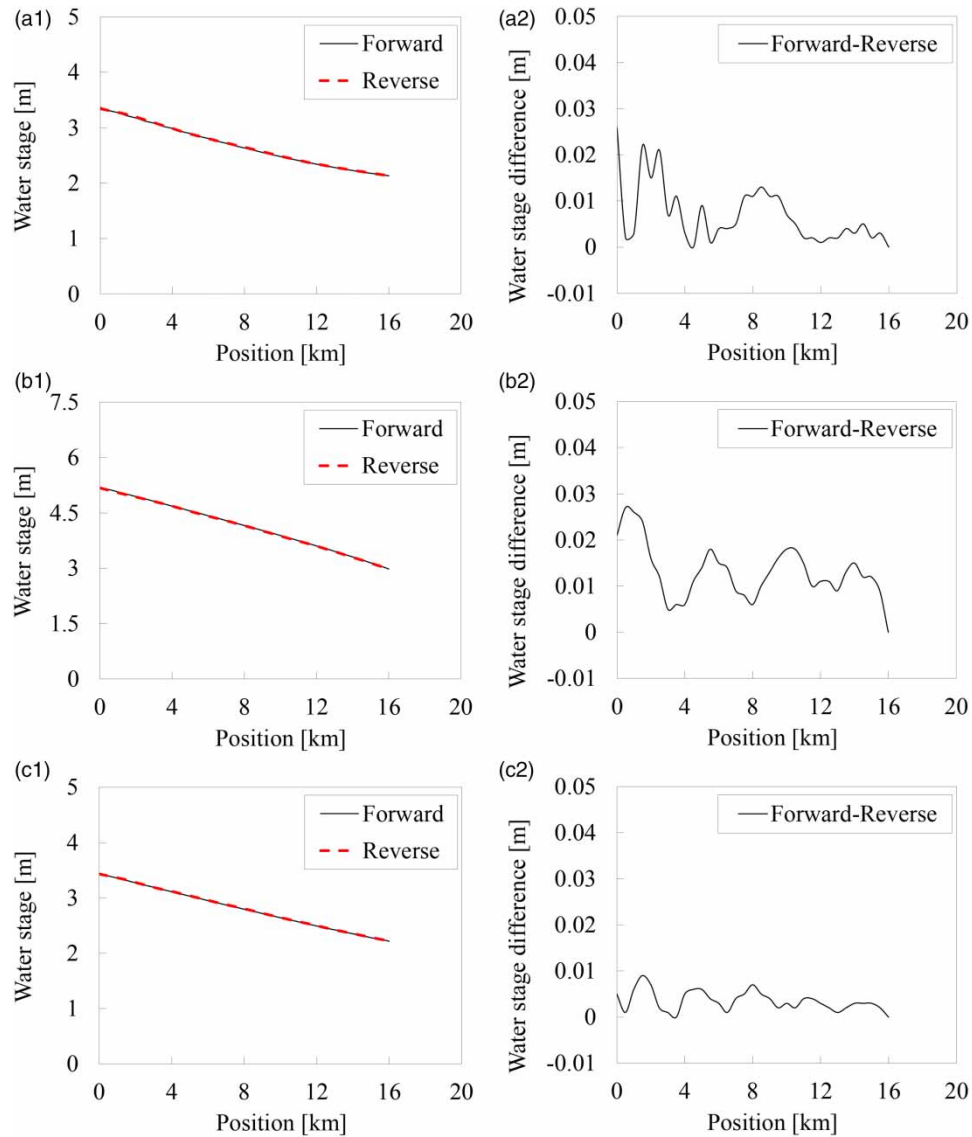 (a1)
5
4
3
2
1
0
Water stage [m]
Forward
Reverse
0 4 8 12 16 20
Position [km]
(a2)
0.05
0.04
0.03
0.02
0.01
0
-0.01
Water stage difference [m]
Forward-Reverse
0 4 8 12 16 20
Position [km]
(b1)
7.5
6
4.5
3
1.5
0
Water stage [m]
Forward
Reverse
0 4 8 12 16 20
Position [km]
(b2)
0.05
0.04
0.03
0.02
0.01
0
-0.01
Water stage difference [m]
Forward-Reverse
0 4 8 12 16 20
Position [km]
(c1)
5
4
3
2
1
0
Water stage [m]
Forward
Reverse
0 4 8 12 16 20
Position [km]
(c2)
0.05
0.04
0.03
0.02
0.01
0
-0.01
Water stage difference [m]
Forward-Reverse
0 4 8 12 16 20
Position [km]